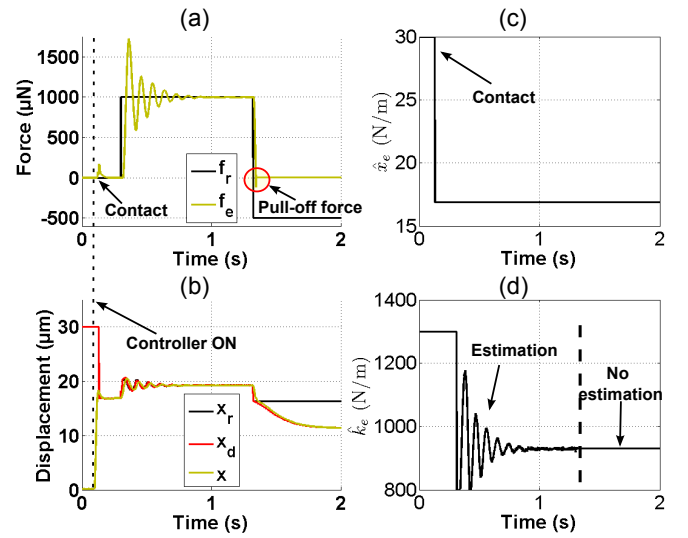 (a)
Force (µN)
1500
1000
500
0
-500
0
1
2
Time (s)
Contact
f_r
f_e
Pull-off force
(c)
x̂_e (N/m)
30
25
20
15
0
1
2
Time (s)
Contact
(b)
Displacement (µm)
30
20
10
0
0
1
2
Time (s)
Controller ON
x_r
x_d
x
(d)
k̂_e (N/m)
1400
1200
1000
800
0
1
2
Time (s)
Estimation
No
estimation